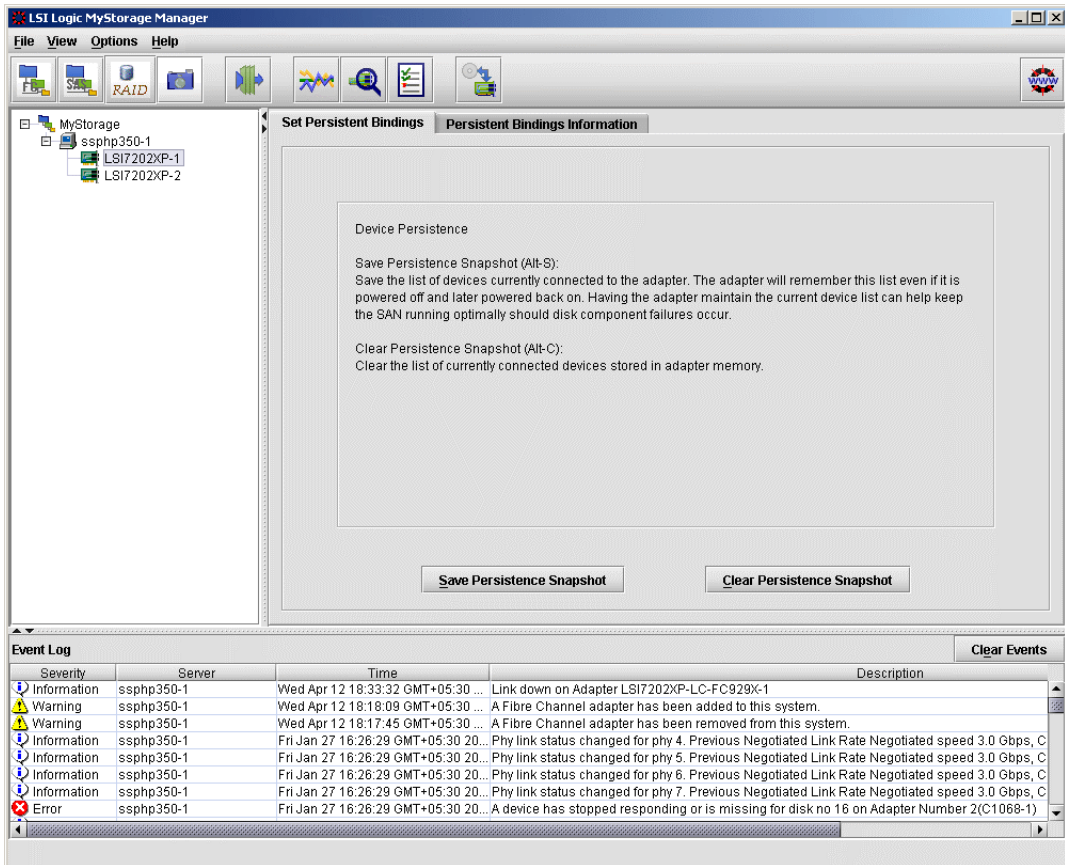 LSI Logic MyStorage Manager
File View Options Help
FC SAN RAID WWW
MyStorage
ssphp350-1
LSI7202XP-1
LSI7202XP-2
Set Persistent Bindings Persistent Bindings Information
Device Persistence
Save Persistence Snapshot (Alt-S):
Save the list of devices currently connected to the adapter. The adapter will remember this list even if it is
powered off and later powered back on. Having the adapter maintain the current device list can help keep
the SAN running optimally should disk component failures occur.
Clear Persistence Snapshot (Alt-C):
Clear the list of currently connected devices stored in adapter memory.
Save Persistence Snapshot Clear Persistence Snapshot
Event Log Clear Events
Severity Server Time Description
Information ssphp350-1 Wed Apr 12 18:33:32 GMT+05:30 ... Link down on Adapter LSI7202XP-LC-FC929X-1
Warning ssphp350-1 Wed Apr 12 18:18:09 GMT+05:30 ... A Fibre Channel adapter has been added to this system.
Warning ssphp350-1 Wed Apr 12 18:17:45 GMT+05:30 ... A Fibre Channel adapter has been removed from this system.
Information ssphp350-1 Fri Jan 27 16:26:29 GMT+05:30 20... Phy link status changed for phy 4. Previous Negotiated Link Rate Negotiated speed 3.0 Gbps, C
Information ssphp350-1 Fri Jan 27 16:26:29 GMT+05:30 20... Phy link status changed for phy 5. Previous Negotiated Link Rate Negotiated speed 3.0 Gbps, C
Information ssphp350-1 Fri Jan 27 16:26:29 GMT+05:30 20... Phy link status changed for phy 6. Previous Negotiated Link Rate Negotiated speed 3.0 Gbps, C
Information ssphp350-1 Fri Jan 27 16:26:29 GMT+05:30 20... Phy link status changed for phy 7. Previous Negotiated Link Rate Negotiated speed 3.0 Gbps, C
Error ssphp350-1 Fri Jan 27 16:26:29 GMT+05:30 20... A device has stopped responding or is missing for disk no 16 on Adapter Number 2(C1068-1)